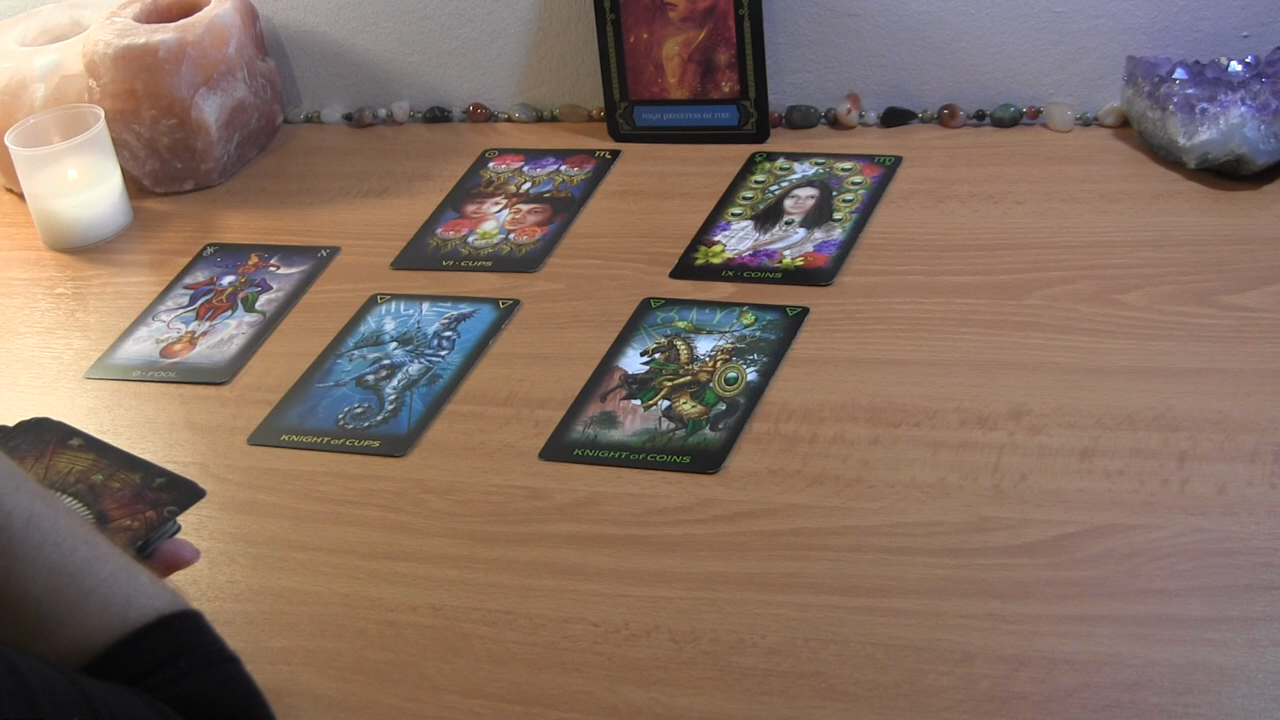 HIGH PRIESTESS OF FIRE
VI · CUPS
IX · COINS
0 · FOOL
KNIGHT of CUPS
KNIGHT of COINS